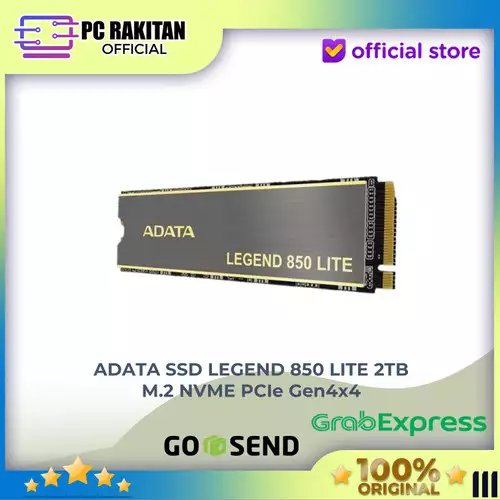 PC RAKITAN
OFFICIAL
official store
ADATA
LEGEND 850 LITE
ADATA SSD LEGEND 850 LITE 2TB
M.2 NVME PCIe Gen4x4
GrabExpress
GOSEND
100%
ORIGINAL